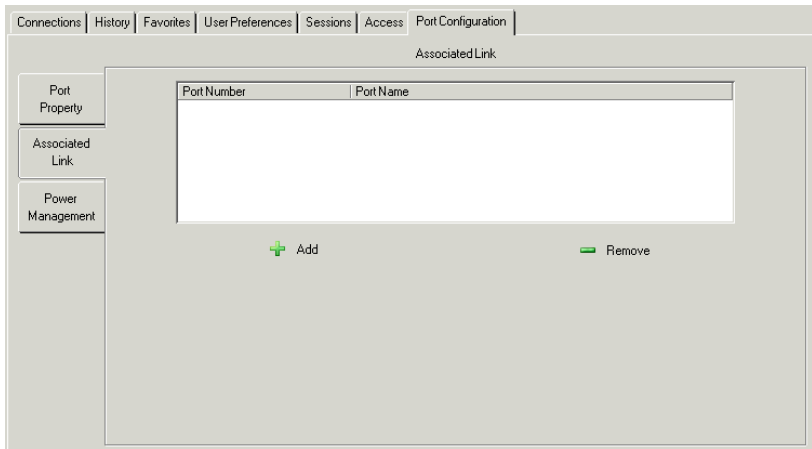 Connections History Favorites User Preferences Sessions Access Port Configuration
Associated Link
Port
Property
Associated
Link
Power
Management
Port Number Port Name
Add Remove